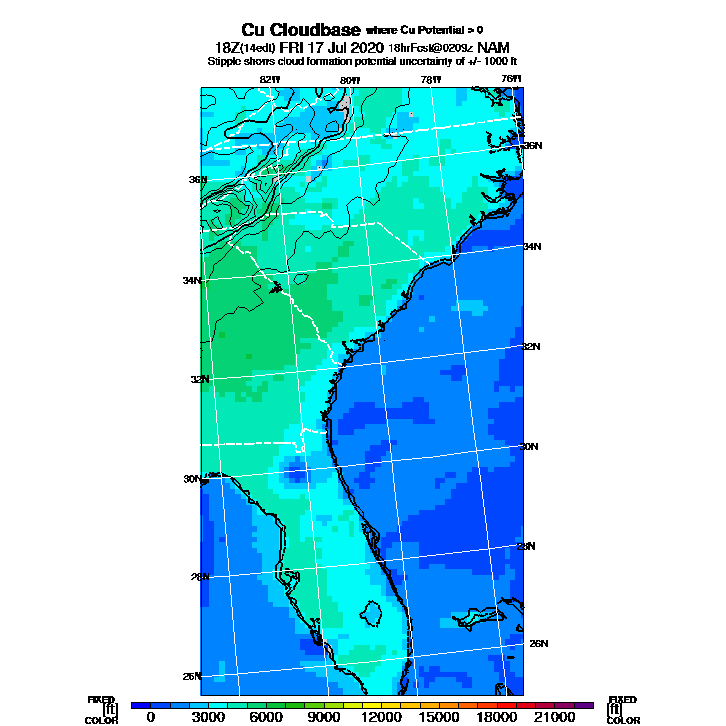 Cu Cloudbase where Cu Potential > 0
18Z(14edt) FRI 17 Jul 2020 18hrFcst@0209z NAM
Stipple shows cloud formation potential uncertainty of +/- 1000 ft
82W 80W 78W 76W
36N
36N
34N
34N
32N
32N
30N
30N
28N
28N
26N
26N
FIXED FIXED
[ft] [ft]
COLOR 0 3000 6000 9000 12000 15000 18000 21000 COLOR